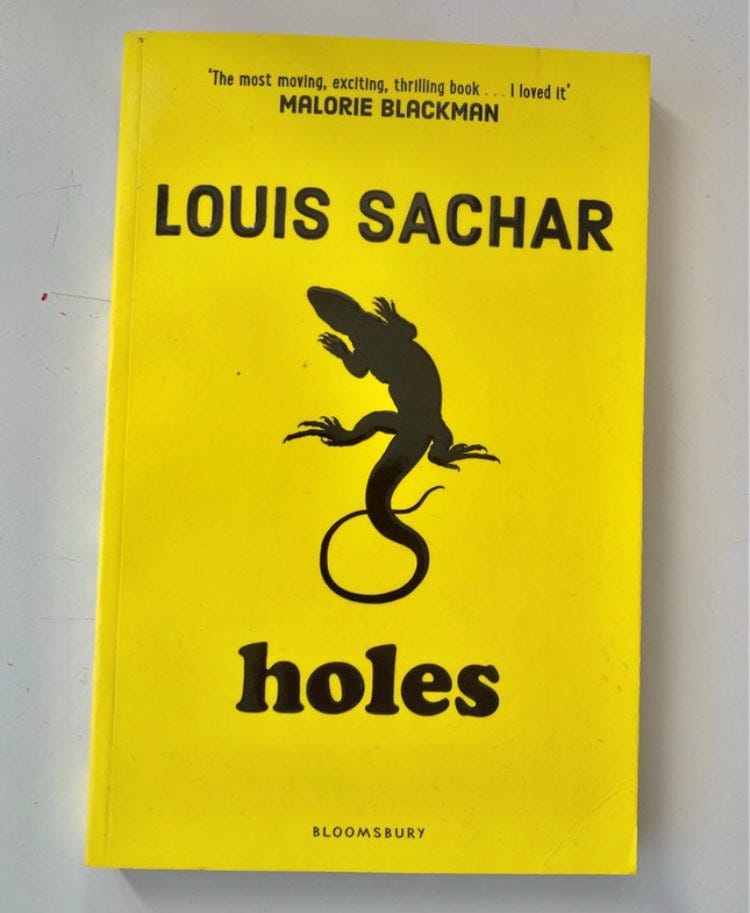 ‘The most moving, exciting, thrilling book . . . I loved it’
MALORIE BLACKMAN
LOUIS SACHAR
holes
BLOOMSBURY